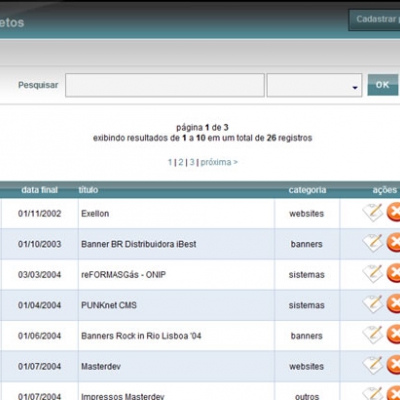 etos
Cadastrar
Pesquisar
OK
página 1 de 3
exibindo resultados de 1 a 10 em um total de 26 registros
1 | 2 | 3 | próxima >
data final título categoria ações
01/11/2002 Exellon websites
01/10/2003 Banner BR Distribuidora iBest banners
03/03/2004 reFORMASGás - ONIP sistemas
01/04/2004 PUNKnet CMS sistemas
01/06/2004 Banners Rock in Rio Lisboa '04 banners
01/07/2004 Masterdev websites
01/07/2004 Impressos Masterdev outros